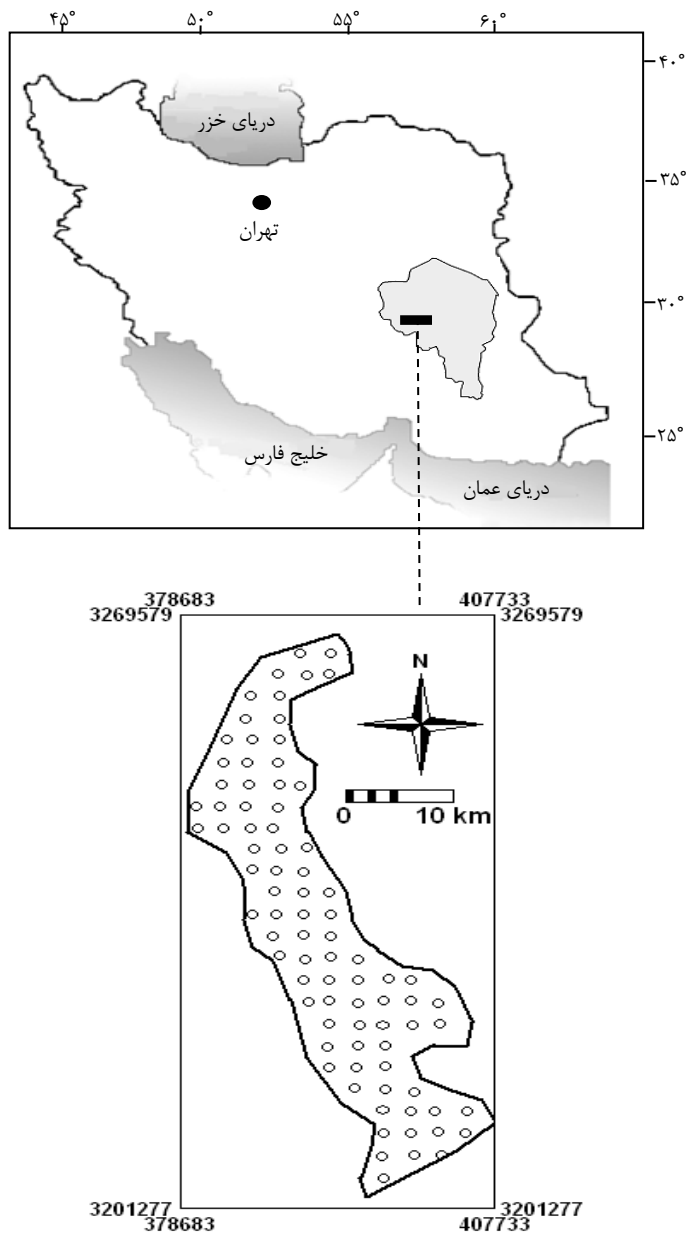 ۴۵° ۵۰° ۵۵° ۶۰°
۴۰°
دریای خزر
۳۵°
تهران
۳۰°
۲۵°
خلیج فارس
دریای عمان
378683 407733
3269579 3269579
N
0 10 km
3201277 3201277
378683 407733